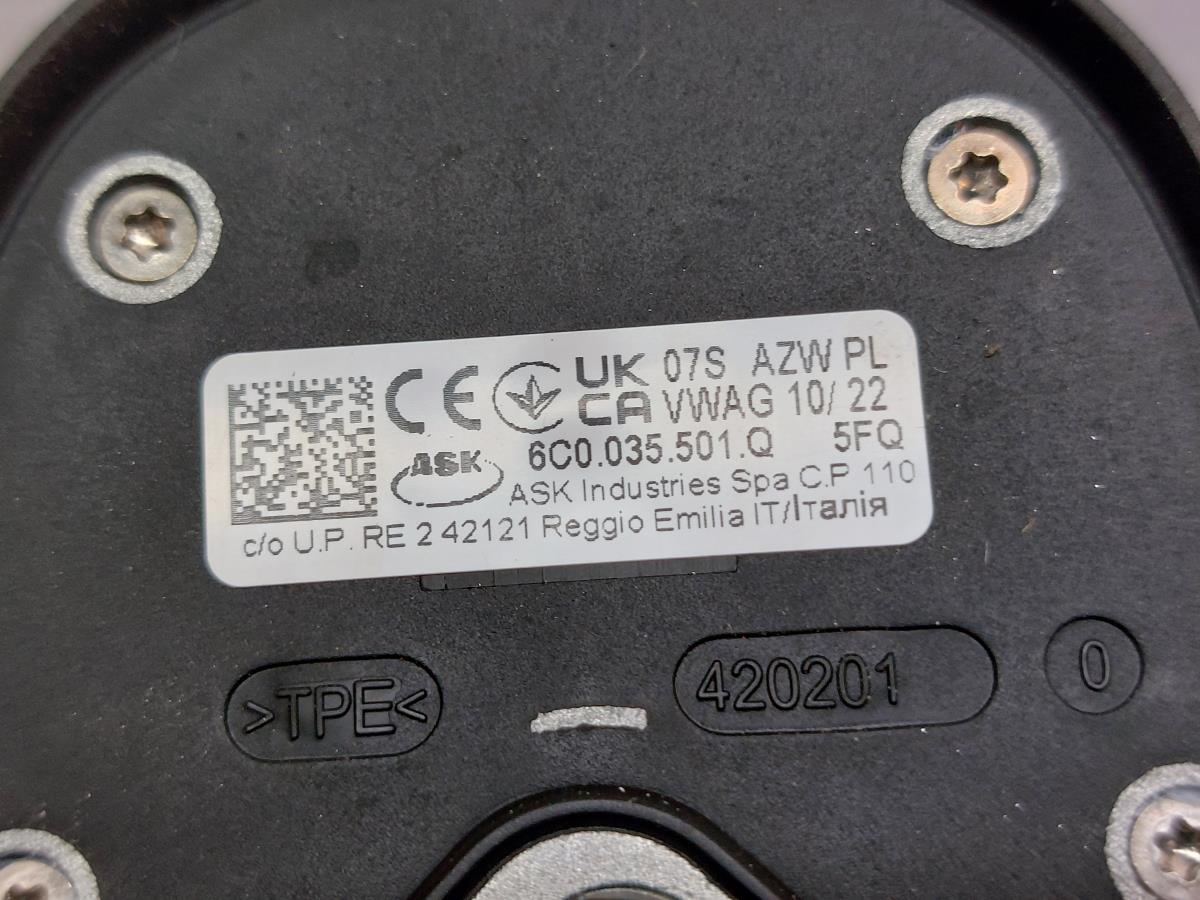 CE UK CA 07S AZW PL
VWAG 10/ 22
ASK 6C0.035.501.Q 5FQ
ASK Industries Spa C.P 110
c/o U.P. RE 2 42121 Reggio Emilia IT/Італія
>TPE< 420201 0